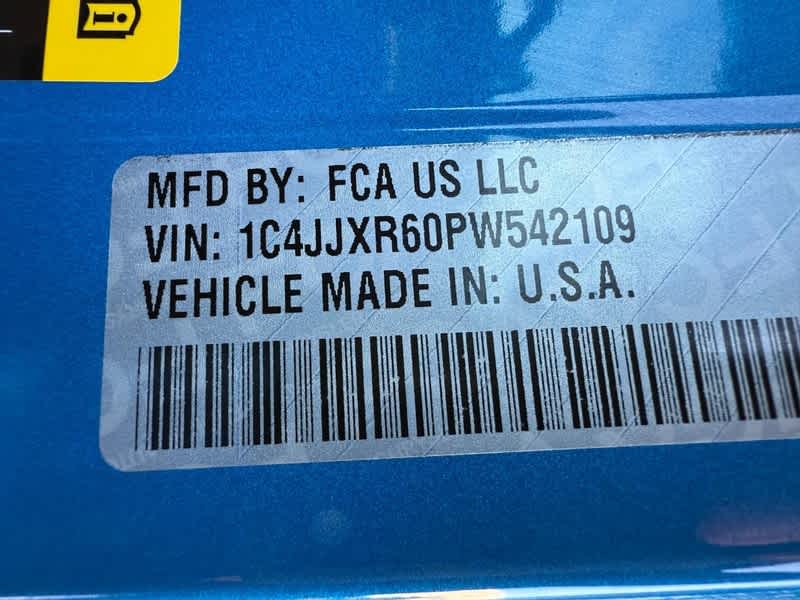 MFD BY: FCA US LLC
VIN: 1C4JJXR60PW542109
VEHICLE MADE IN: U.S.A.